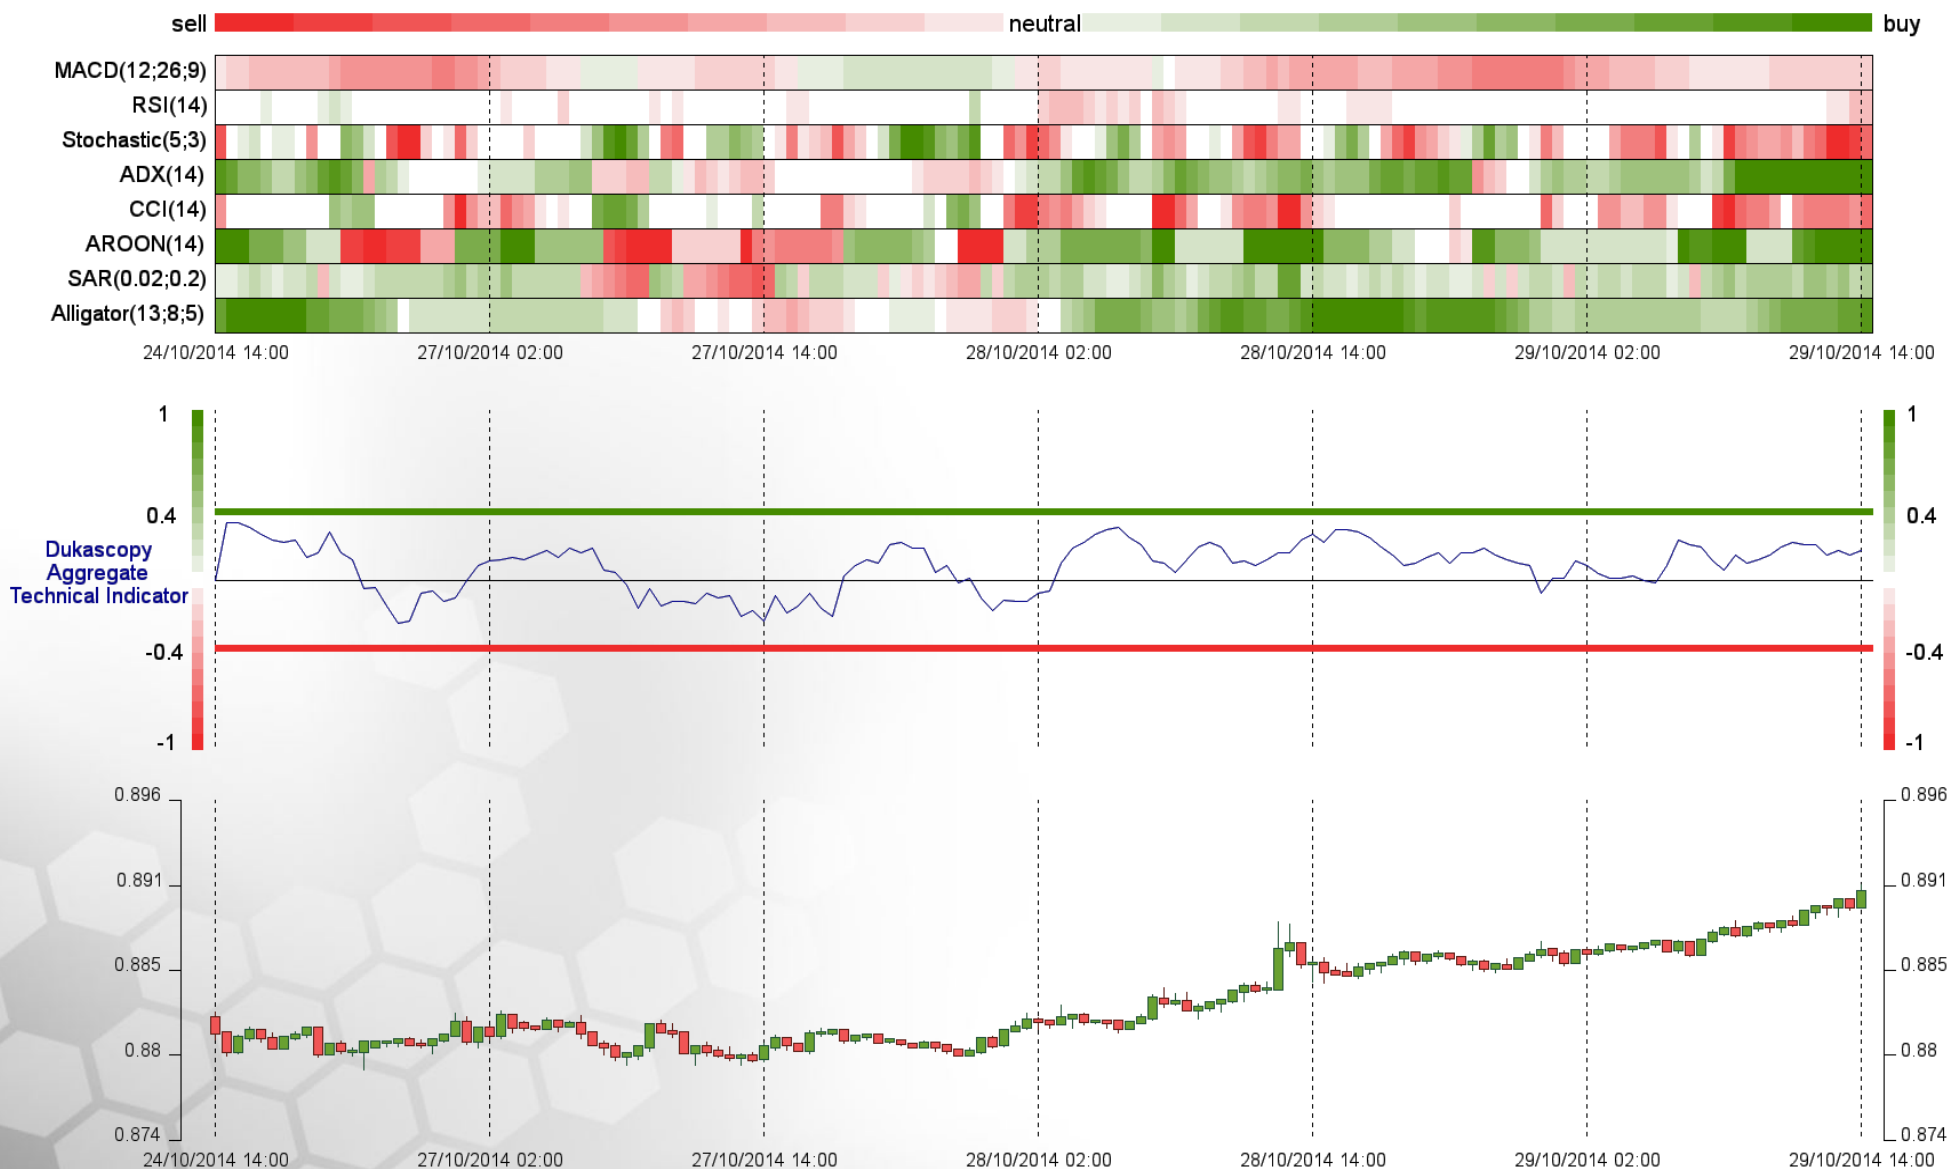 sell neutral buy
MACD(12;26;9)
RSI(14)
Stochastic(5;3)
ADX(14)
CCI(14)
AROON(14)
SAR(0.02;0.2)
Alligator(13;8;5)
24/10/2014 14:00 27/10/2014 02:00 27/10/2014 14:00 28/10/2014 02:00 28/10/2014 14:00 29/10/2014 02:00 29/10/2014 14:00
1 1
0.4 0.4
Dukascopy
Aggregate
Technical Indicator
-0.4 -0.4
-1 -1
0.896 0.896
0.891 0.891
0.885 0.885
0.88 0.88
0.874 0.874
24/10/2014 14:00 27/10/2014 02:00 27/10/2014 14:00 28/10/2014 02:00 28/10/2014 14:00 29/10/2014 02:00 29/10/2014 14:00